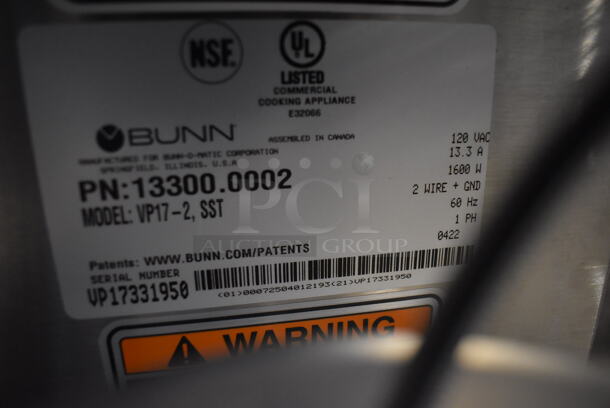 NSF
UL
LISTED
COMMERCIAL
COOKING APPLIANCE
E32066
BUNN
ASSEMBLED IN CANADA
MANUFACTURED FOR BUNN-O-MATIC CORPORATION
SPRINGFIELD, ILLINOIS, U.S.A
120 VAC
13.3 A
1600 W
2 WIRE + GND
60 Hz
1 PH
0422
PN:13300.0002
MODEL: VP17-2, SST
PCI
AUCTION GROUP
Patents: WWW.BUNN.COM/PATENTS
SERIAL NUMBER
VP17331950
(01)00072504012193(21)VP17331950
WARNING